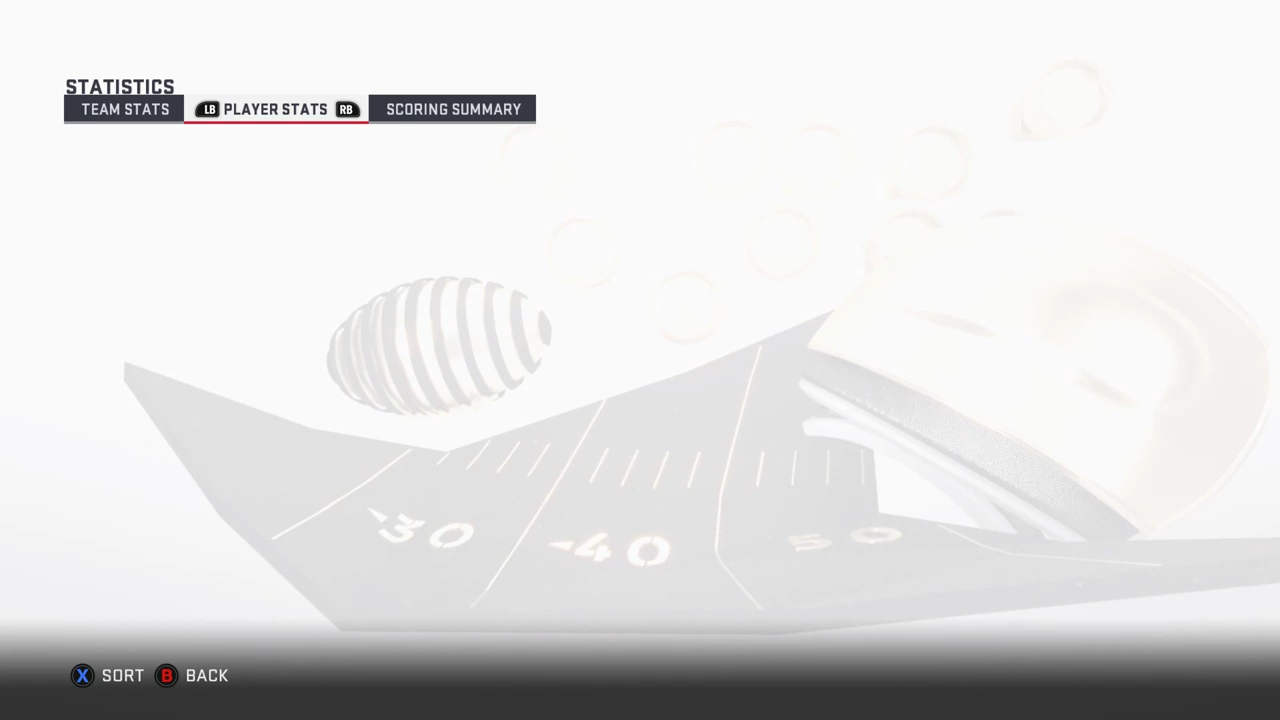 STATISTICS
TEAM STATS LB PLAYER STATS RB SCORING SUMMARY
30 40 50
X SORT B BACK